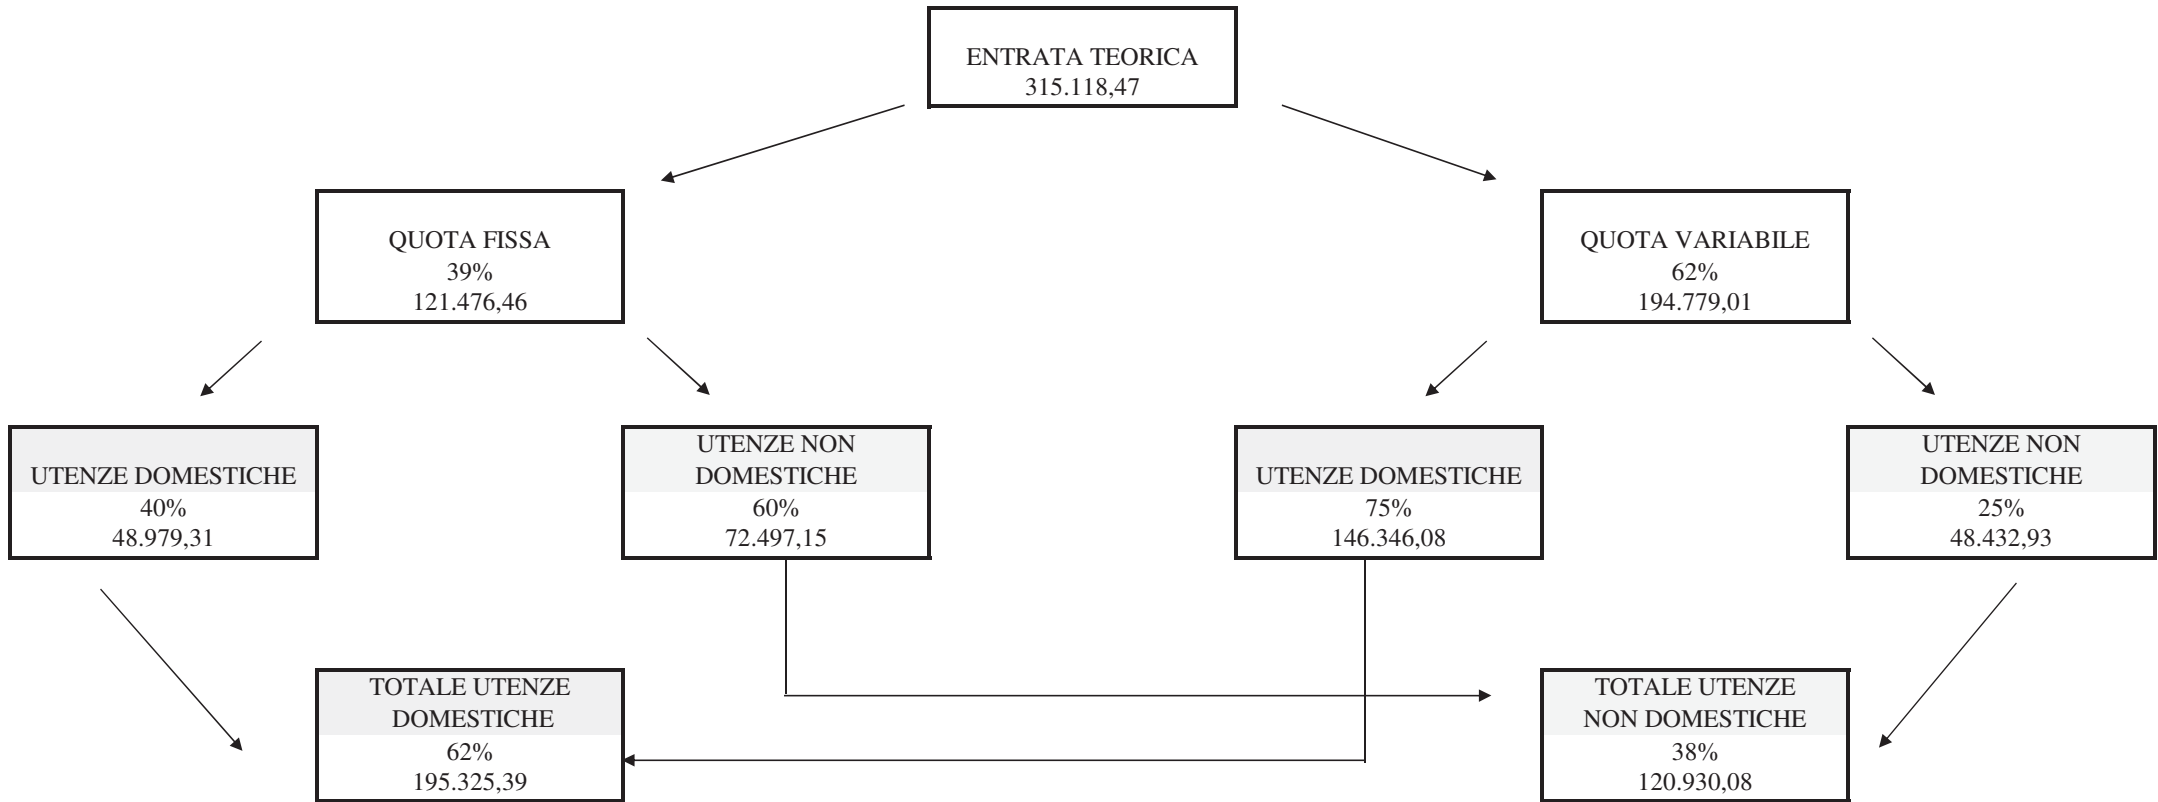 ENTRATA TEORICA
315.118,47
QUOTA FISSA
39%
121.476,46
QUOTA VARIABILE
62%
194.779,01
UTENZE DOMESTICHE
40%
48.979,31
UTENZE NON
DOMESTICHE
60%
72.497,15
UTENZE DOMESTICHE
75%
146.346,08
UTENZE NON
DOMESTICHE
25%
48.432,93
TOTALE UTENZE
DOMESTICHE
62%
195.325,39
TOTALE UTENZE
NON DOMESTICHE
38%
120.930,08